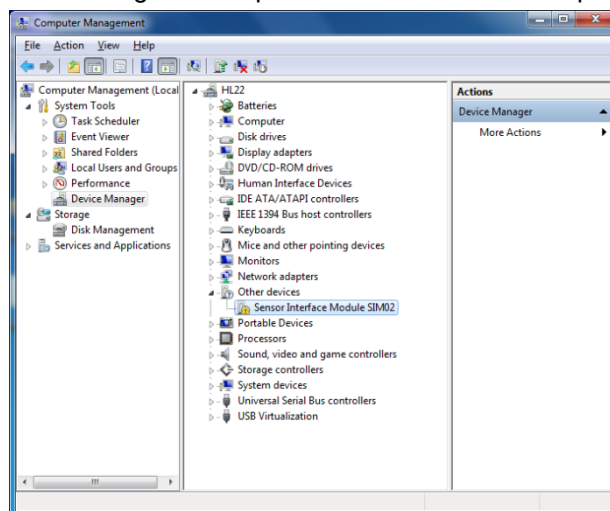 Computer Management
File Action View Help
Computer Management (Local
System Tools
Task Scheduler
Event Viewer
Shared Folders
Local Users and Groups
Performance
Device Manager
Storage
Disk Management
Services and Applications
HL22
Batteries
Computer
Disk drives
Display adapters
DVD/CD-ROM drives
Human Interface Devices
IDE ATA/ATAPI controllers
IEEE 1394 Bus host controllers
Keyboards
Mice and other pointing devices
Monitors
Network adapters
Other devices
Sensor Interface Module SIM02
Portable Devices
Processors
Sound, video and game controllers
Storage controllers
System devices
Universal Serial Bus controllers
USB Virtualization
Actions
Device Manager
More Actions